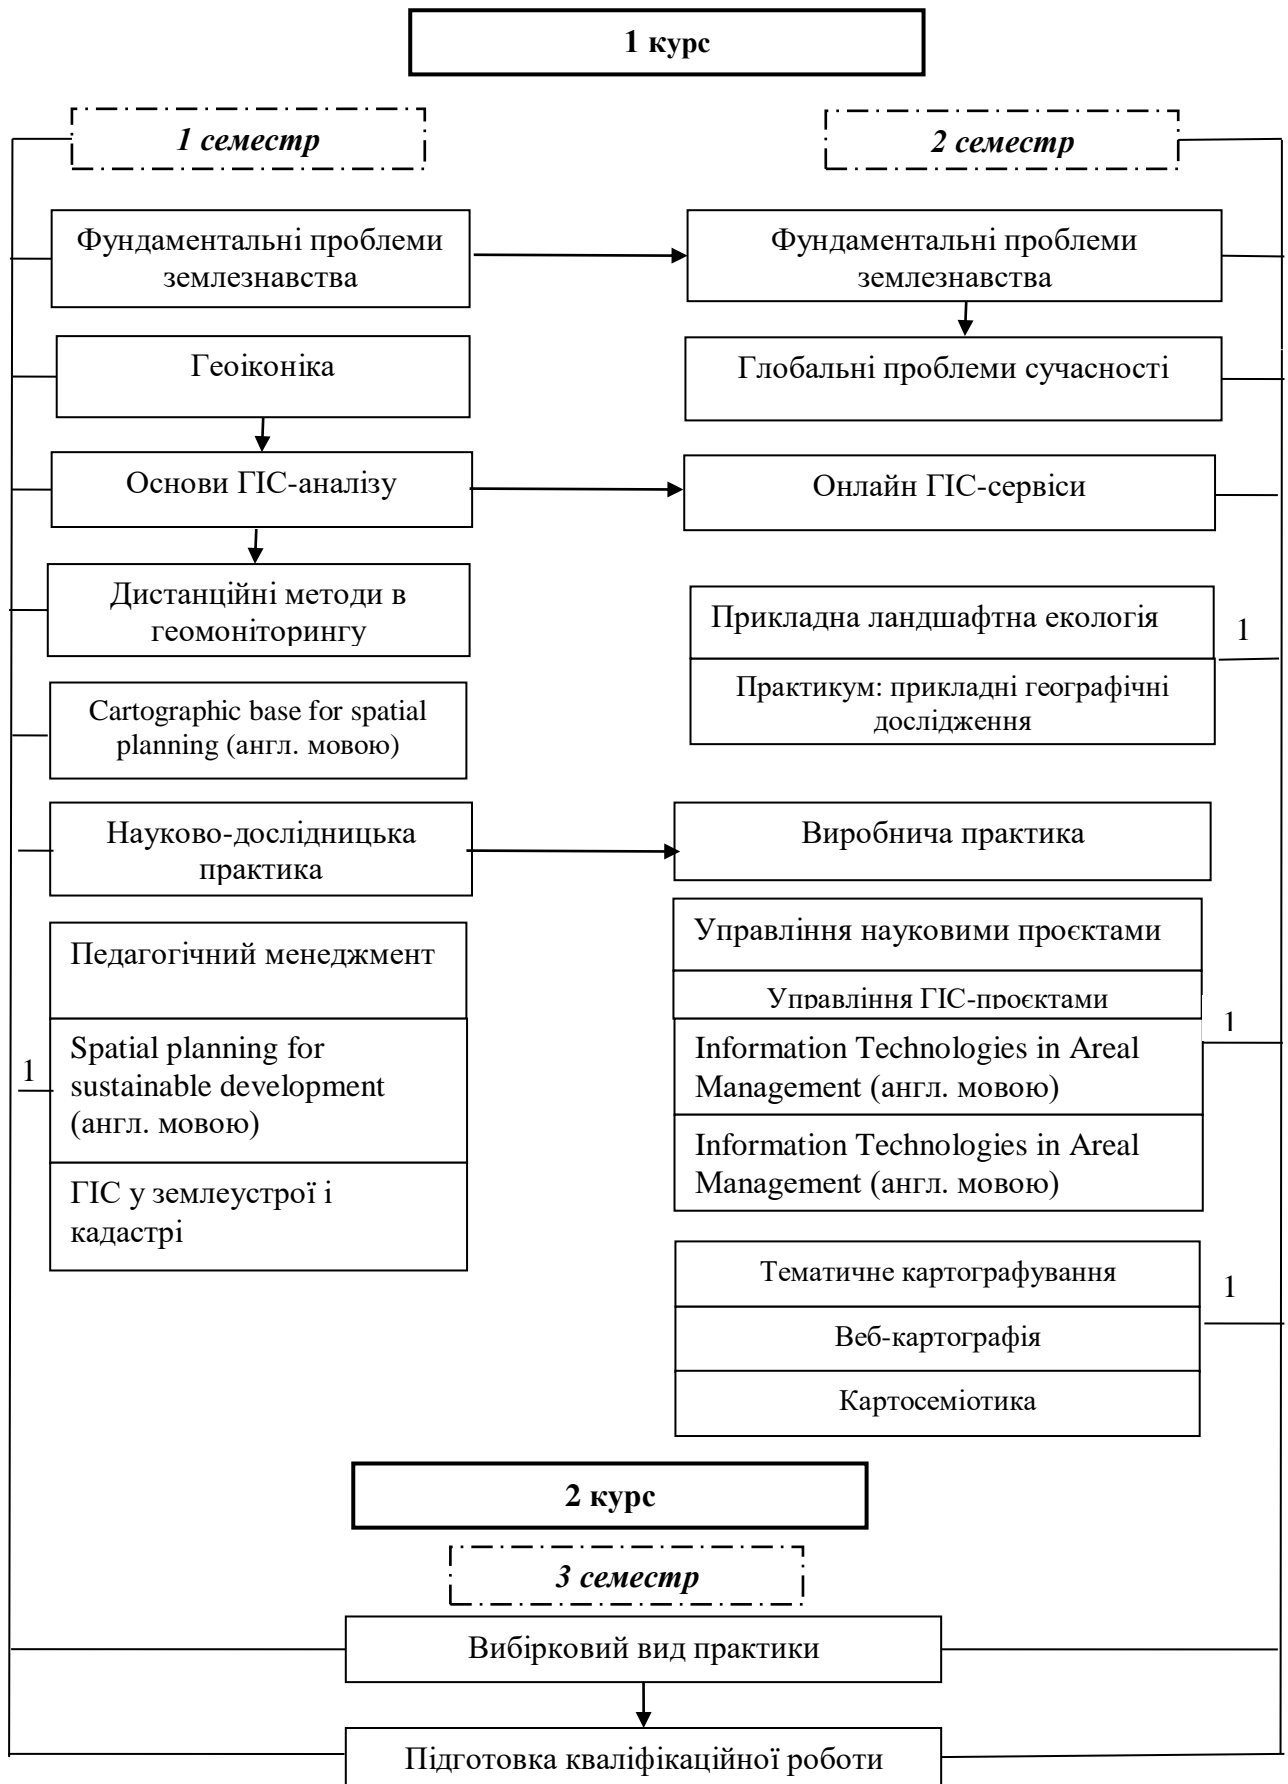 1 курс
1 семестр
2 семестр
Фундаментальні проблеми
землезнавства
Фундаментальні проблеми
землезнавства
Геоіконіка
Глобальні проблеми сучасності
Основи ГІС-аналізу
Онлайн ГІС-сервіси
Дистанційні методи в
геомоніторингу
Прикладна ландшафтна екологія
1
Практикум: прикладні географічні
дослідження
Cartographic base for spatial
planning (англ. мовою)
Науково-дослідницька
практика
Виробнича практика
Педагогічний менеджмент
Spatial planning for
sustainable development
(англ. мовою)
1
ГІС у землеустрої і
кадастрі
Управління науковими проєктами
Управління ГІС-проєктами
1
Information Technologies in Areal
Management (англ. мовою)
Information Technologies in Areal
Management (англ. мовою)
Тематичне картографування
1
Веб-картографія
Картосеміотика
2 курс
3 семестр
Вибірковий вид практики
Підготовка кваліфікаційної роботи